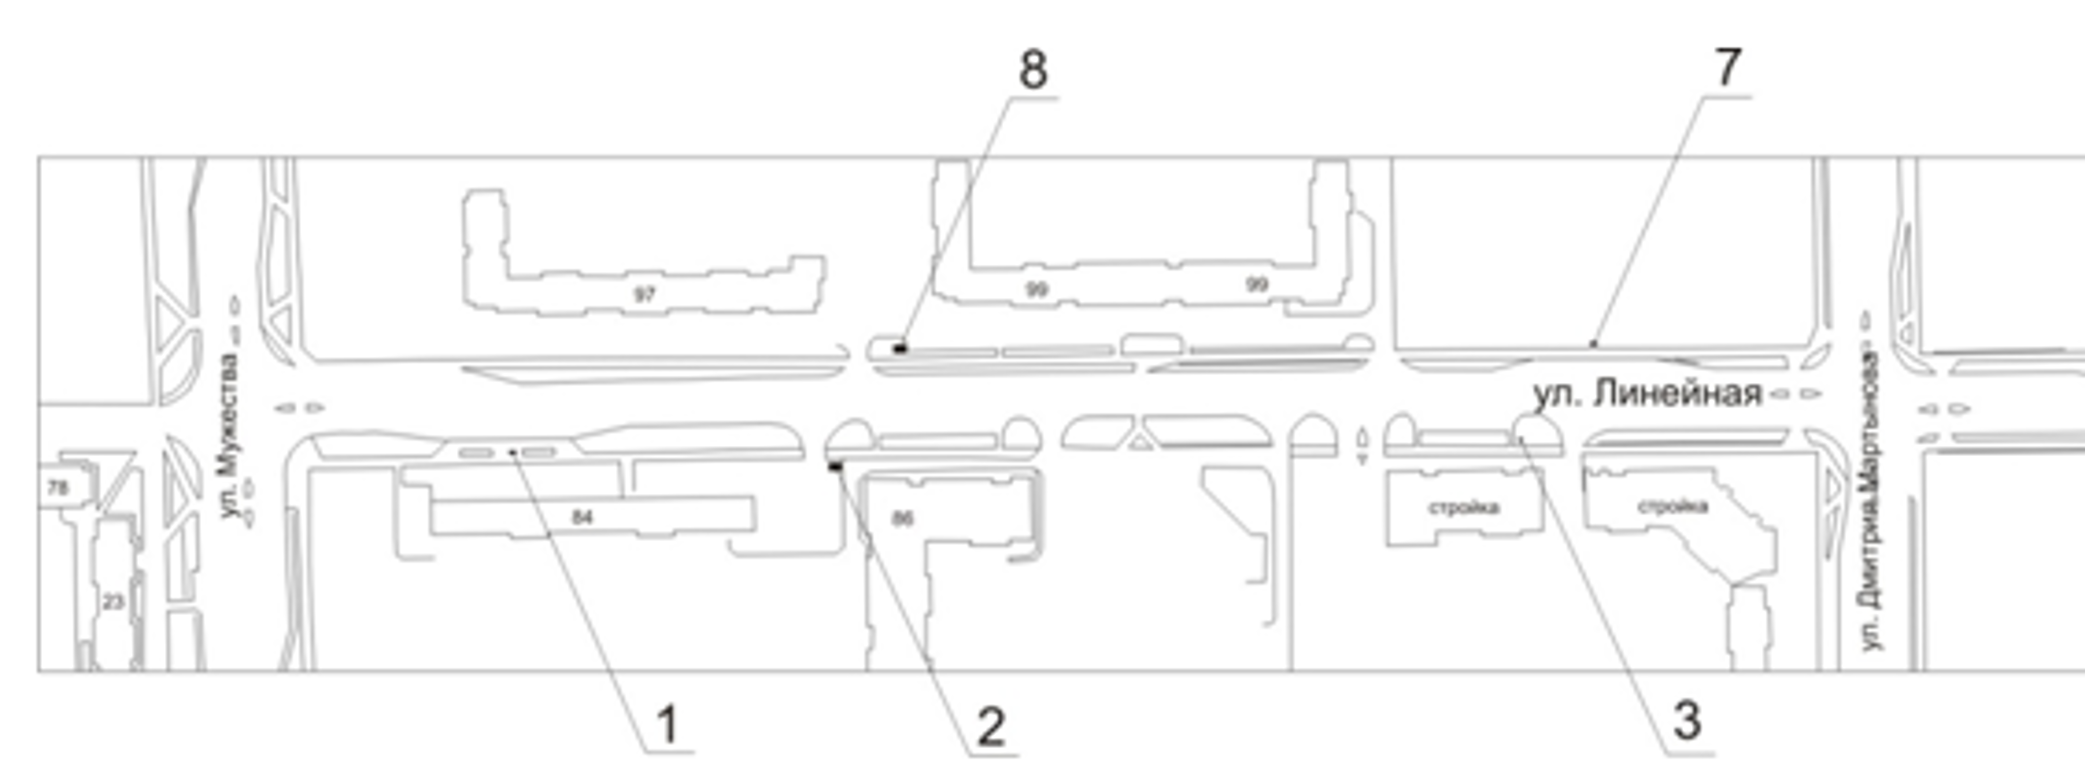 8
7
97
99
99
ул. Линейная
ул. Мужества
ул. Дмитрия Мартынова
78
84
86
стройка
стройка
23
1
2
3